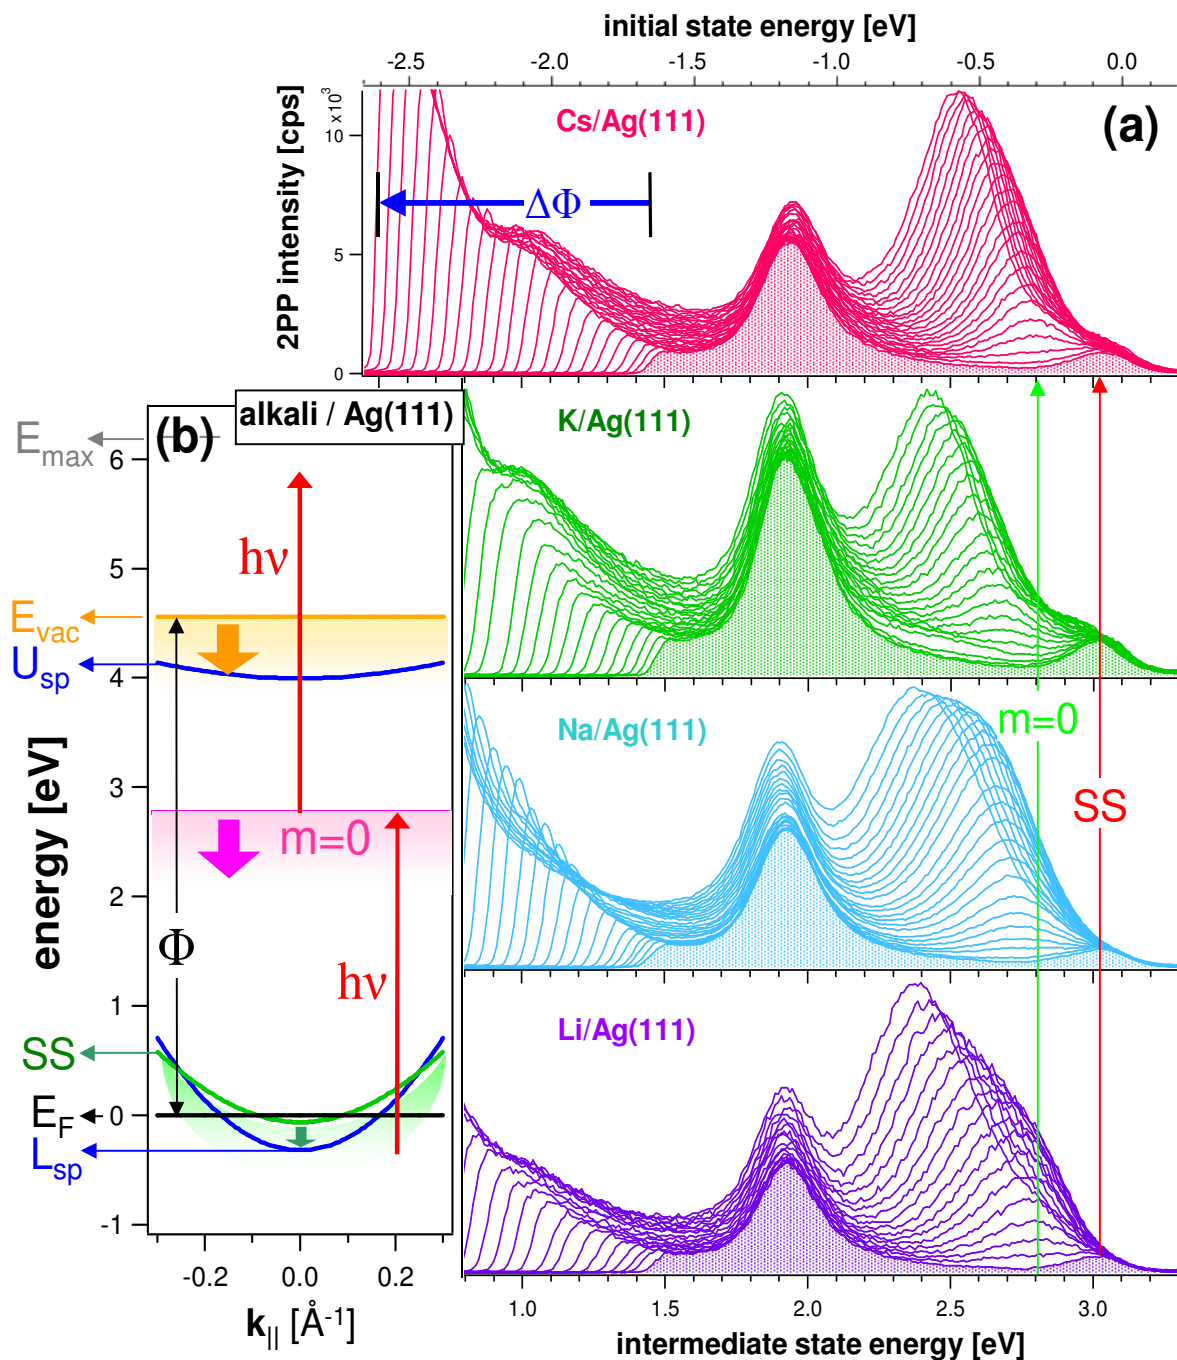 initial state energy [eV]
-2.5 -2.0 -1.5 -1.0 -0.5 0.0
2PP intensity [cps]
x10³
10
5
0
Cs/Ag(111)
(a)
ΔΦ
K/Ag(111)
Na/Ag(111)
m=0
SS
Li/Ag(111)
1.0 1.5 2.0 2.5 3.0
intermediate state energy [eV]
(b)
alkali / Ag(111)
E_max
E_vac
U_sp
SS
E_F
L_sp
energy [eV]
6
5
4
3
2
1
0
-1
hν
m=0
Φ
hν
-0.2 0.0 0.2
k_|| [Å⁻¹]